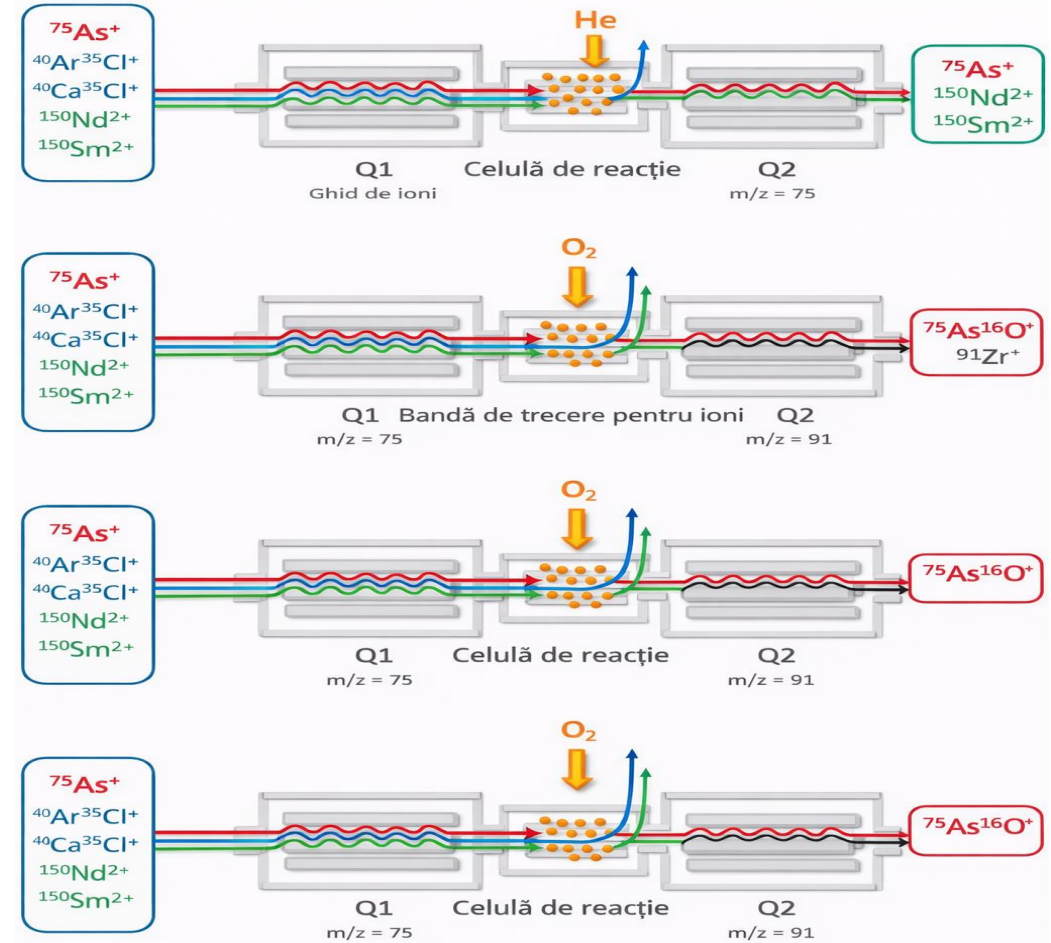 He
⁷⁵As⁺
⁴⁰Ar³⁵Cl⁺
⁴⁰Ca³⁵Cl⁺
¹⁵⁰Nd²⁺
¹⁵⁰Sm²⁺
⁷⁵As⁺
¹⁵⁰Nd²⁺
¹⁵⁰Sm²⁺
Q1 Celulă de reacție Q2
Ghid de ioni m/z = 75
O₂
⁷⁵As⁺
⁴⁰Ar³⁵Cl⁺
⁴⁰Ca³⁵Cl⁺
¹⁵⁰Nd²⁺
¹⁵⁰Sm²⁺
⁷⁵As¹⁶O⁺
⁹¹Zr⁺
Q1 Bandă de trecere pentru ioni Q2
m/z = 75 m/z = 91
O₂
⁷⁵As⁺
⁴⁰Ar³⁵Cl⁺
⁴⁰Ca³⁵Cl⁺
¹⁵⁰Nd²⁺
¹⁵⁰Sm²⁺
⁷⁵As¹⁶O⁺
Q1 Celulă de reacție Q2
m/z = 75 m/z = 91
O₂
⁷⁵As⁺
⁴⁰Ar³⁵Cl⁺
⁴⁰Ca³⁵Cl⁺
¹⁵⁰Nd²⁺
¹⁵⁰Sm²⁺
⁷⁵As¹⁶O⁺
Q1 Celulă de reacție Q2
m/z = 75 m/z = 91